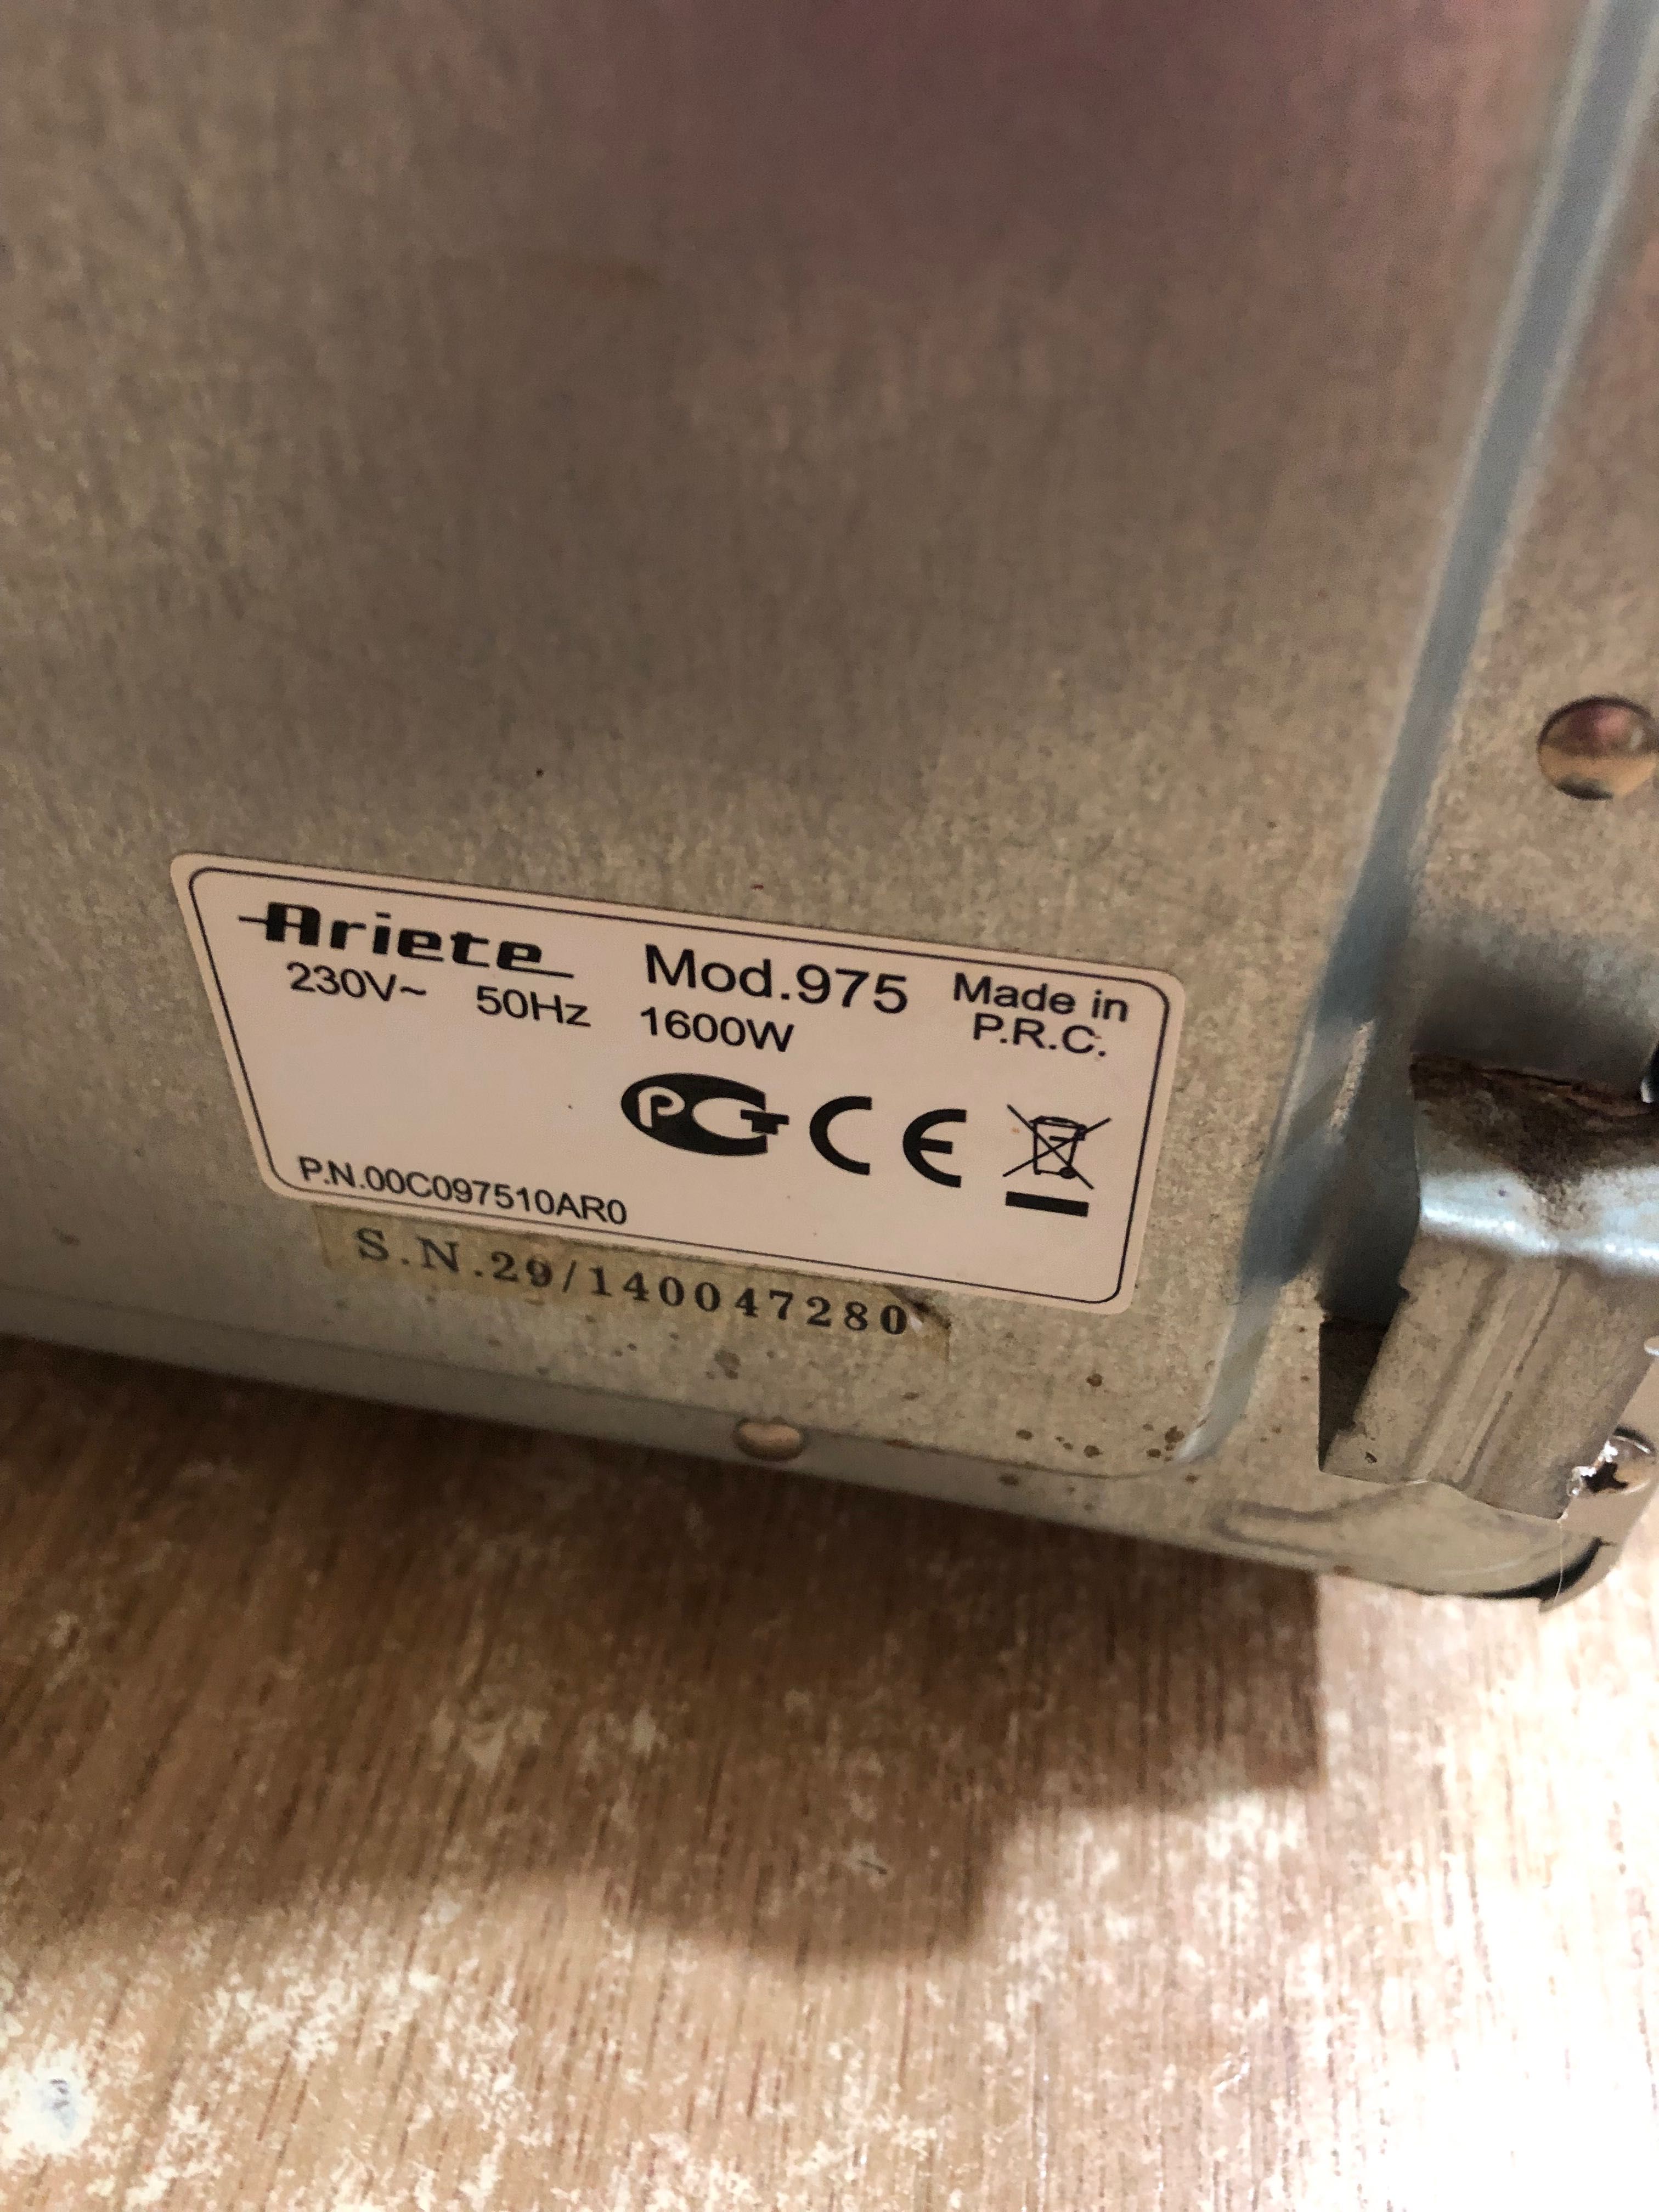 Ariete Mod.975 Made in
230V~ 50Hz 1600W P.R.C.
PCT CE
P.N.00C097510AR0
S.N.29/140047280